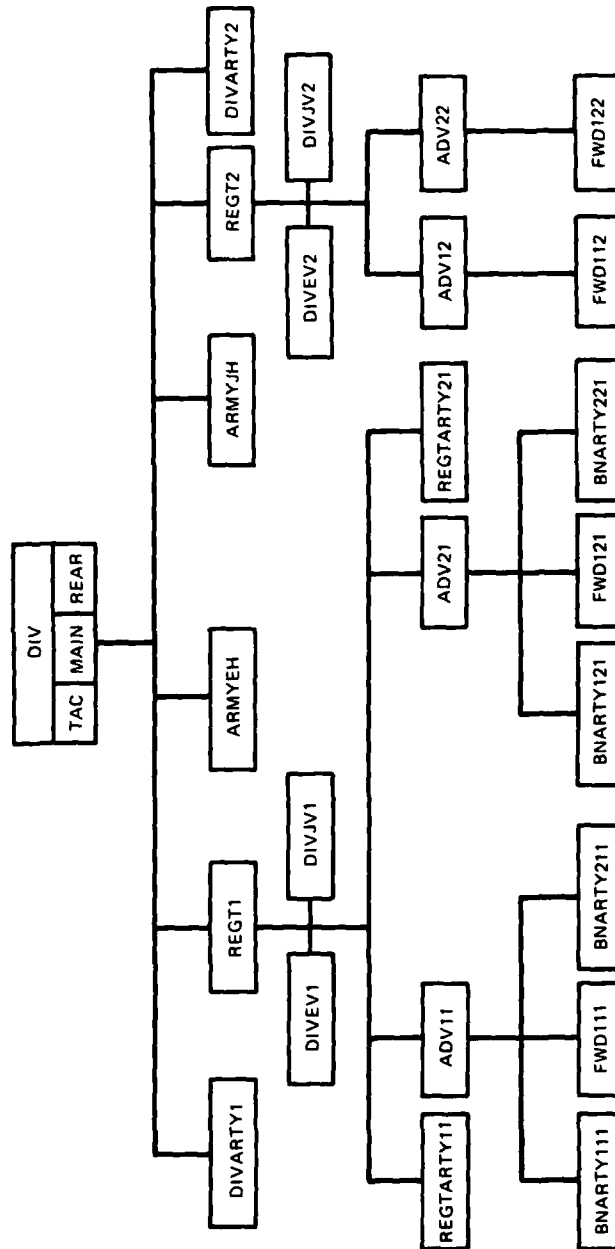 DIV
TAC MAIN REAR
DIVARTY1 REGT1 ARMYEH ARMYJH REGT2 DIVARTY2
DIVEV1 DIVJV1 DIVEV2 DIVJV2
REGTARTY11 ADV11 ADV21 REGTARTY21 ADV12 ADV22
BNARTY111 FWD111 BNARTY211 BNARTY121 FWD121 BNARTY221 FWD112 FWD122